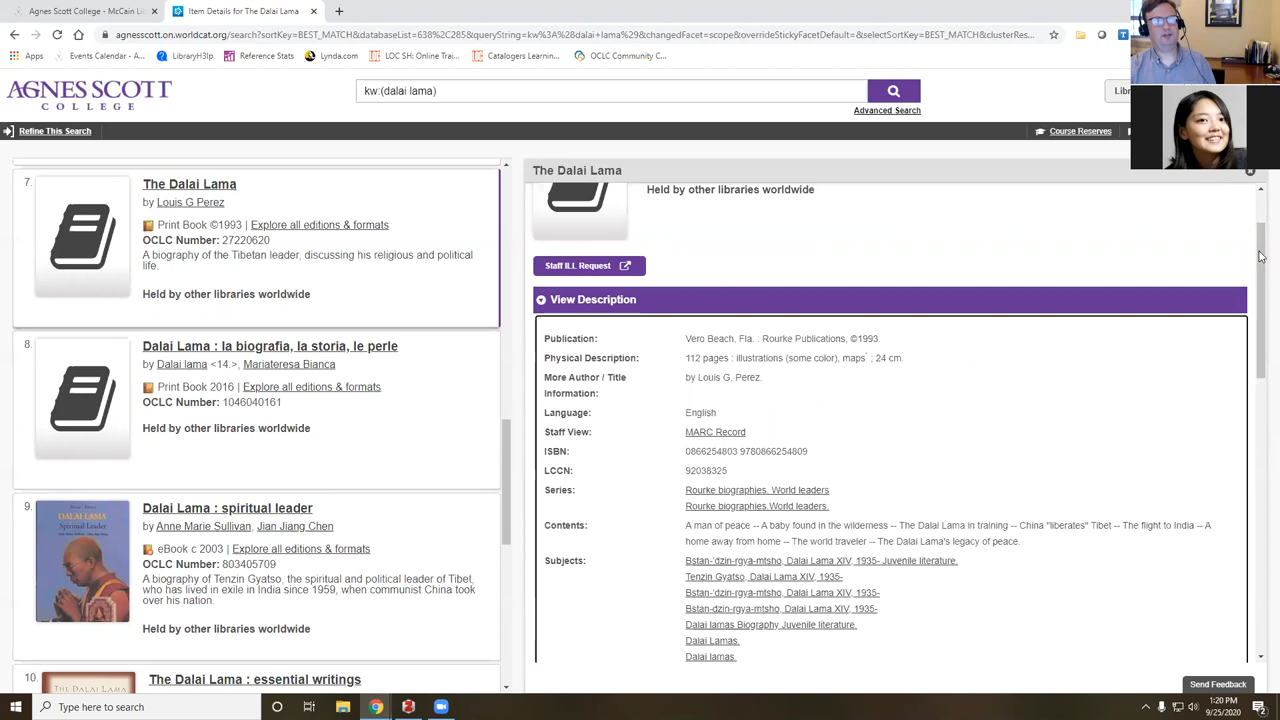 Agnes Scott College - McCain Li
Item Details for The Dalai Lama
agnesscott.on.worldcat.org/search?sortKey=BEST_MATCH&databaseList=
Apps
Events Calendar - A...
LibraryH3lp
Reference Stats
Lynda.com
LOC SH: Online Trai...
Catalogers Learnin...
OCLC Community C...
AGNES SCOTT
COLLEGE
kw:(dalai lama)
Advanced Search
Refine This Search
Course Reserves
7.
The Dalai Lama
by Louis G Perez
Print Book ©1993 | Explore all editions & formats
OCLC Number: 27220620
A biography of the Tibetan leader, discussing his religious and political
life.
Held by other libraries worldwide
8.
Dalai Lama : la biografia, la storia, le perle
by Dalai lama <14.>, Mariateresa Bianca
Print Book 2016 | Explore all editions & formats
OCLC Number: 1046040161
Held by other libraries worldwide
9.
Dalai Lama : spiritual leader
by Anne Marie Sullivan, Jian Jiang Chen
eBook c 2003 | Explore all editions & formats
OCLC Number: 803405709
A biography of Tenzin Gyatso, the spiritual and political leader of Tibet,
who has lived in exile in India since 1959, when communist China took
over his nation.
Held by other libraries worldwide
10.
The Dalai Lama : essential writings
The Dalai Lama
Held by other libraries worldwide
Staff ILL Request
View Description
Publication: Vero Beach, Fla. : Rourke Publications, ©1993.
Physical Description: 112 pages : illustrations (some color), maps ; 24 cm.
More Author / Title by Louis G. Perez.
Information:
Language: English
Staff View: MARC Record
ISBN: 0866254803 9780866254809
LCCN: 92038325
Series: Rourke biographies. World leaders
Rourke biographies.World leaders.
Contents: A man of peace -- A baby found in the wilderness -- The Dalai Lama in training -- China "liberates" Tibet -- The flight to India -- A
home away from home -- The world traveler -- The Dalai Lama's legacy of peace.
Subjects: Bstan-ʼdzin-rgya-mtsho, Dalai Lama XIV, 1935- Juvenile literature.
Tenzin Gyatso, Dalai Lama XIV, 1935-
Bstan-ʼdzin-rgya-mtsho, Dalai Lama XIV, 1935-
Bstan-dzin-rgya-mtsho, Dalai Lama XIV, 1935-
Dalai lamas Biography Juvenile literature.
Dalai Lamas.
Dalai lamas.
Send Feedback
Type here to search
1:20 PM
9/25/2020